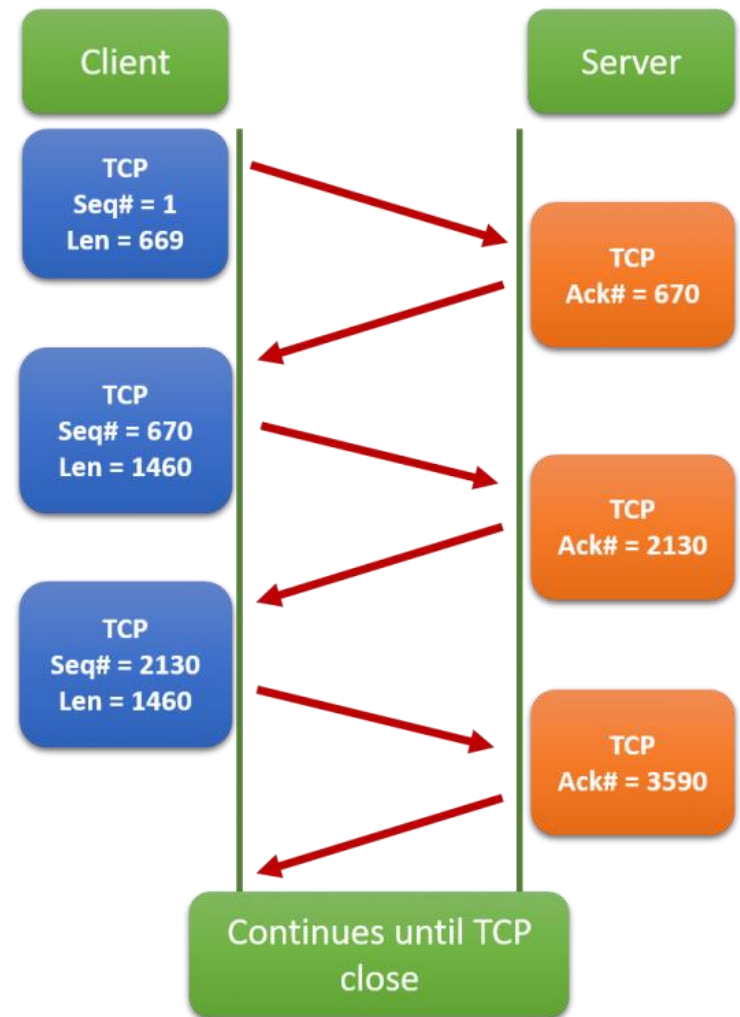 Client
Server
TCP
Seq# = 1
Len = 669
TCP
Ack# = 670
TCP
Seq# = 670
Len = 1460
TCP
Ack# = 2130
TCP
Seq# = 2130
Len = 1460
TCP
Ack# = 3590
Continues until TCP
close